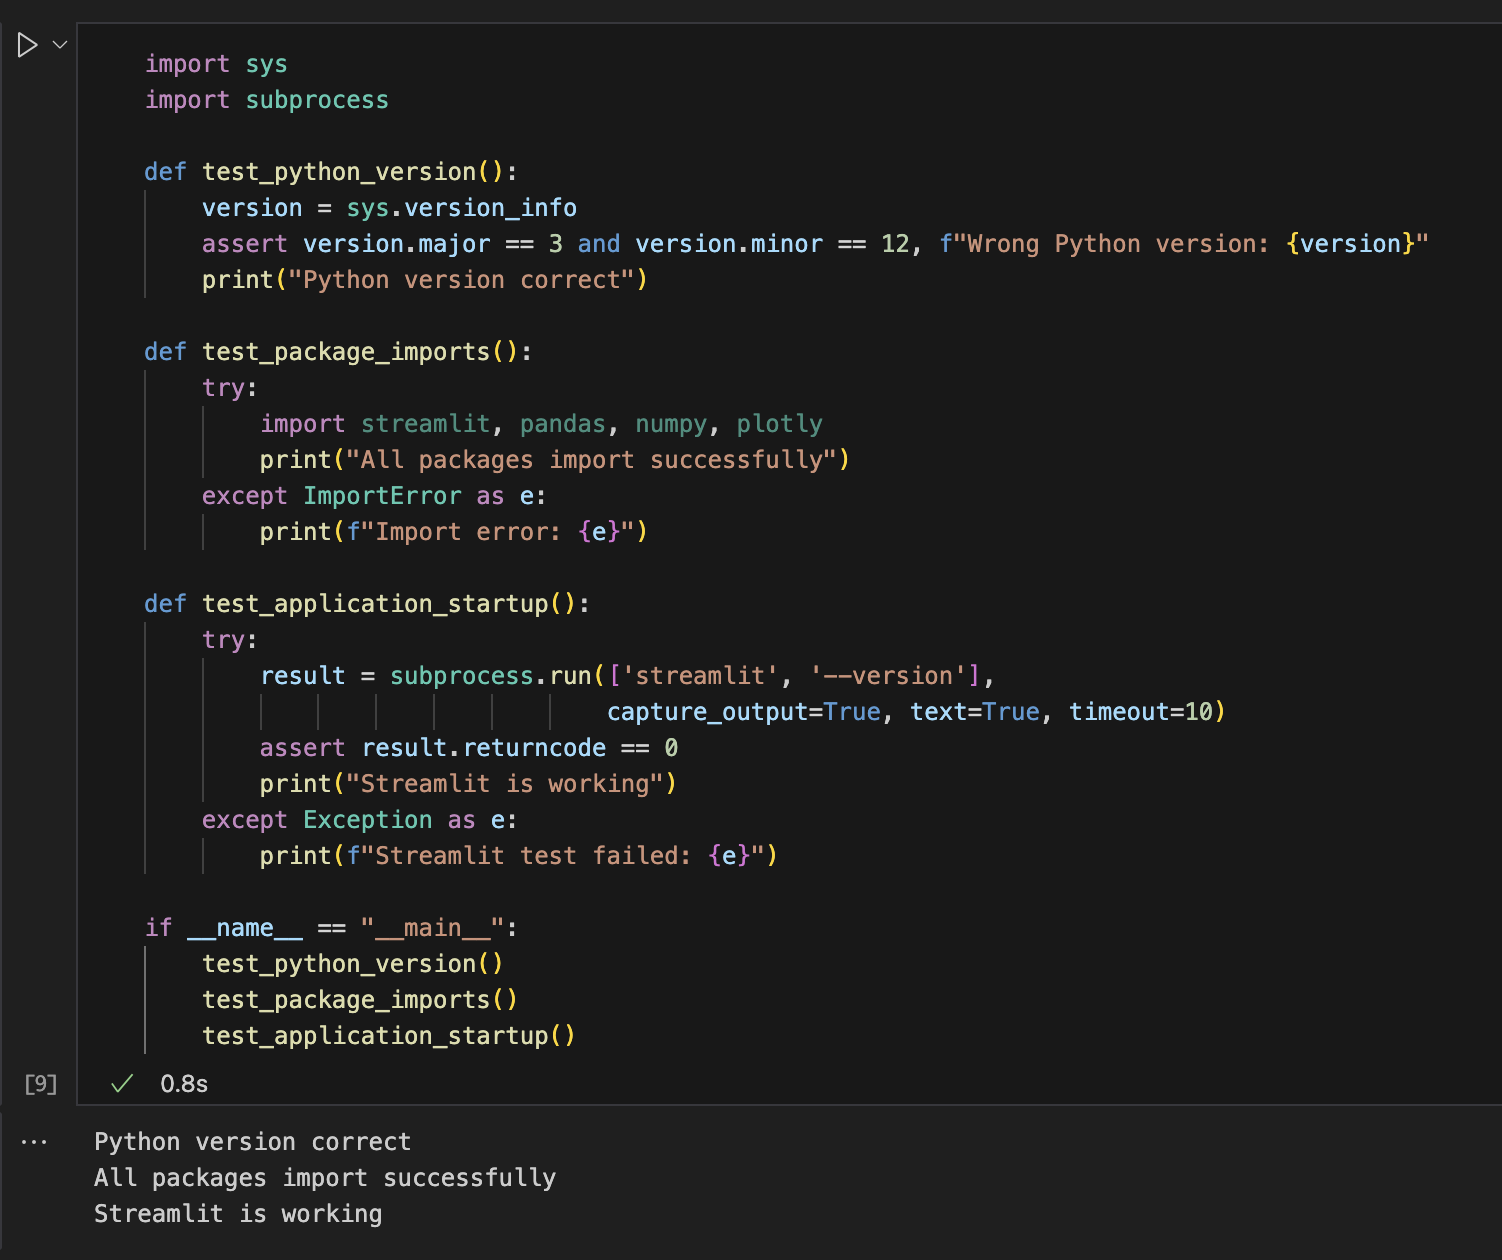 import sys
import subprocess
def test_python_version():
version = sys.version_info
assert version.major == 3 and version.minor == 12, f"Wrong Python version: {version}"
print("Python version correct")
def test_package_imports():
try:
import streamlit, pandas, numpy, plotly
print("All packages import successfully")
except ImportError as e:
print(f"Import error: {e}")
def test_application_startup():
try:
result = subprocess.run(['streamlit', '--version'],
capture_output=True, text=True, timeout=10)
assert result.returncode == 0
print("Streamlit is working")
except Exception as e:
print(f"Streamlit test failed: {e}")
if __name__ == "__main__":
test_python_version()
test_package_imports()
test_application_startup()
[9] 0.8s
Python version correct
All packages import successfully
Streamlit is working